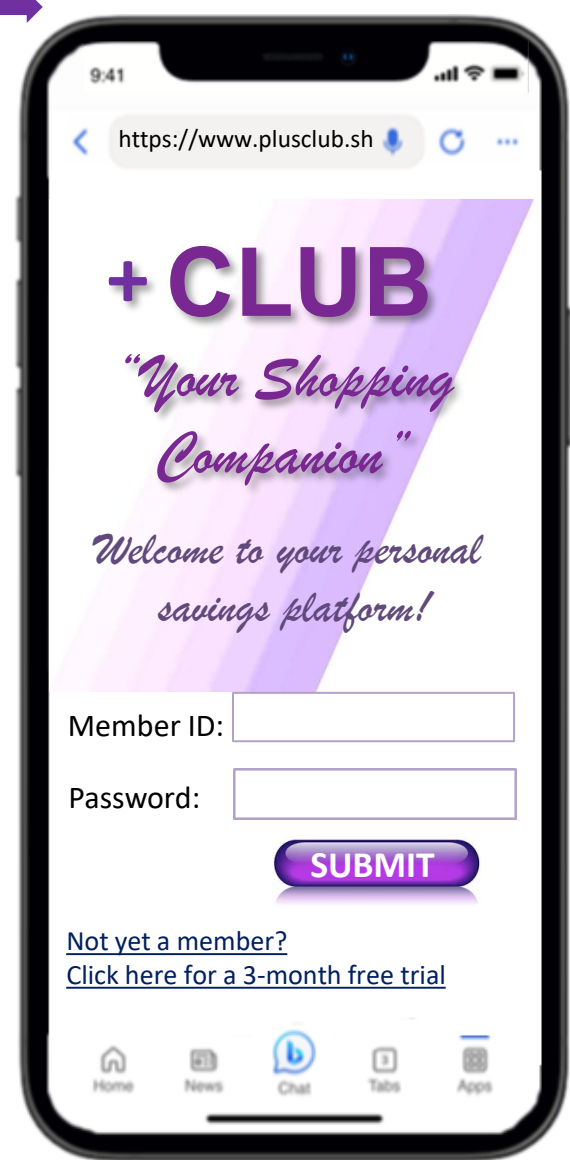 9:41
https://www.plusclub.sh
+ CLUB
“Your Shopping
Companion”
Welcome to your personal
savings platform!
Member ID:
Password:
SUBMIT
Not yet a member?
Click here for a 3-month free trial
3
Home News Chat Tabs Apps